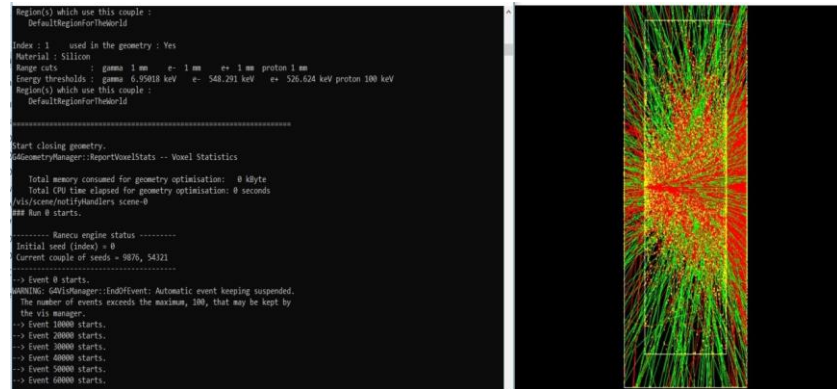 Region(s) which use this couple :
DefaultRegionForTheWorld
Index : 1 used in the geometry : Yes
Material : Silicon
Range cuts : gamma 1 mm e- 1 mm e+ 1 mm proton 1 mm
Energy thresholds : gamma 6.95018 keV e- 548.291 keV e+ 526.624 keV proton 100 keV
Region(s) which use this couple :
DefaultRegionForTheWorld
====================================================================
Start closing geometry.
G4GeometryManager::ReportVoxelStats -- Voxel Statistics
Total memory consumed for geometry optimisation: 0 kByte
Total CPU time elapsed for geometry optimisation: 0 seconds
/vis/scene/notifyHandlers scene-0
### Run 0 starts.
--------- Ranecu engine status ---------
Initial seed (index) = 0
Current couple of seeds = 9876, 54321
----------------------------------------
--> Event 0 starts.
WARNING: G4VisManager::EndOfEvent: Automatic event keeping suspended.
The number of events exceeds the maximum, 100, that may be kept by
the vis manager.
--> Event 10000 starts.
--> Event 20000 starts.
--> Event 30000 starts.
--> Event 40000 starts.
--> Event 50000 starts.
--> Event 60000 starts.